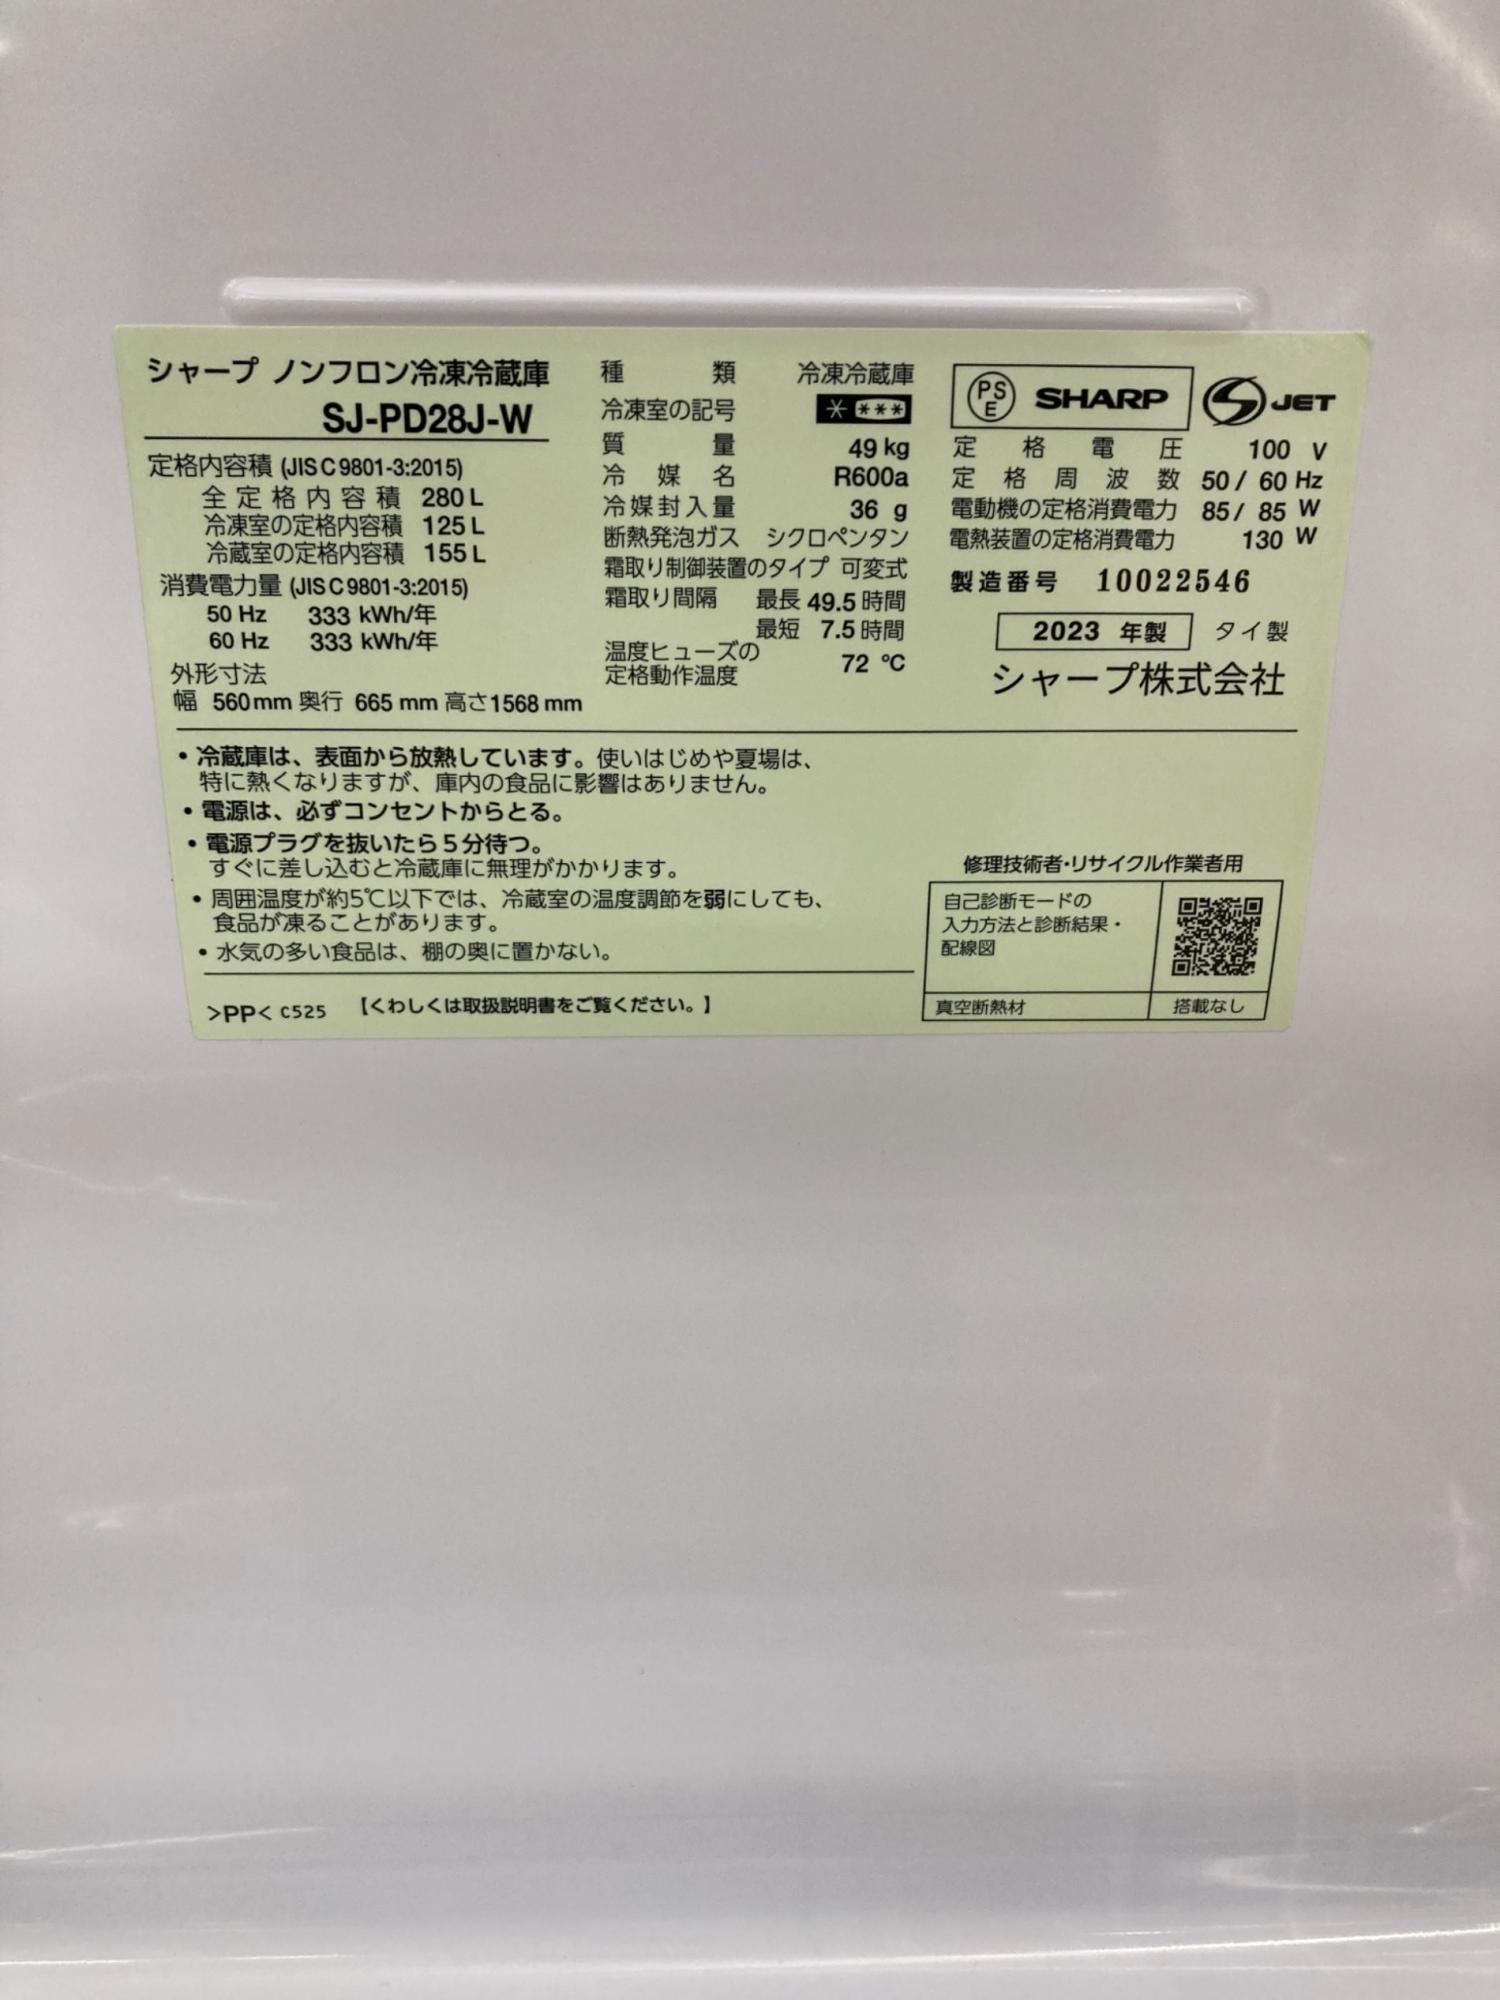 シャープ ノンフロン冷凍冷蔵庫
SJ-PD28J-W
定格内容積 (JIS C 9801-3:2015)
全定格内容積 280 L
冷凍室の定格内容積 125 L
冷蔵室の定格内容積 155 L
消費電力量 (JIS C 9801-3:2015)
50 Hz 333 kWh/年
60 Hz 333 kWh/年
外形寸法
幅 560 mm 奥行 665 mm 高さ 1568 mm
種類 冷凍冷蔵庫
冷凍室の記号 * ***
質量 49 kg
冷媒名 R600a
冷媒封入量 36 g
断熱発泡ガス シクロペンタン
霜取り制御装置のタイプ 可変式
霜取り間隔 最長 49.5 時間
最短 7.5 時間
温度ヒューズの
定格動作温度 72 ℃
PS E SHARP S JET
定格電圧 100 V
定格周波数 50 / 60 Hz
電動機の定格消費電力 85 / 85 W
電熱装置の定格消費電力 130 W
製造番号 10022546
2023 年製 タイ製
シャープ株式会社
・冷蔵庫は、表面から放熱しています。使いはじめや夏場は、
特に熱くなりますが、庫内の食品に影響はありません。
・電源は、必ずコンセントからとる。
・電源プラグを抜いたら5分待つ。
すぐに差し込むと冷蔵庫に無理がかかります。
・周囲温度が約5℃以下では、冷蔵室の温度調節を弱にしても、
食品が凍ることがあります。
・水気の多い食品は、棚の奥に置かない。
>PP< C525 【くわしくは取扱説明書をご覧ください。】
修理技術者・リサイクル作業者用
自己診断モードの
入力方法と診断結果・
配線図
真空断熱材 搭載なし